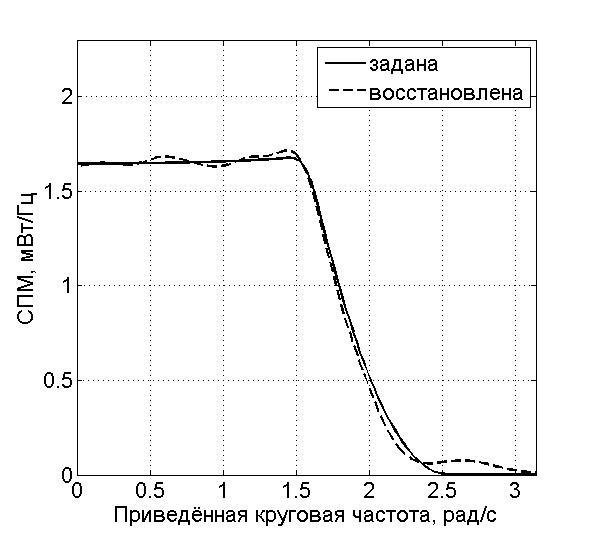 задана
восстановлена
2
1.5
1
0.5
0
СПМ, мВт/Гц
0 0.5 1 1.5 2 2.5 3
Приведённая круговая частота, рад/с